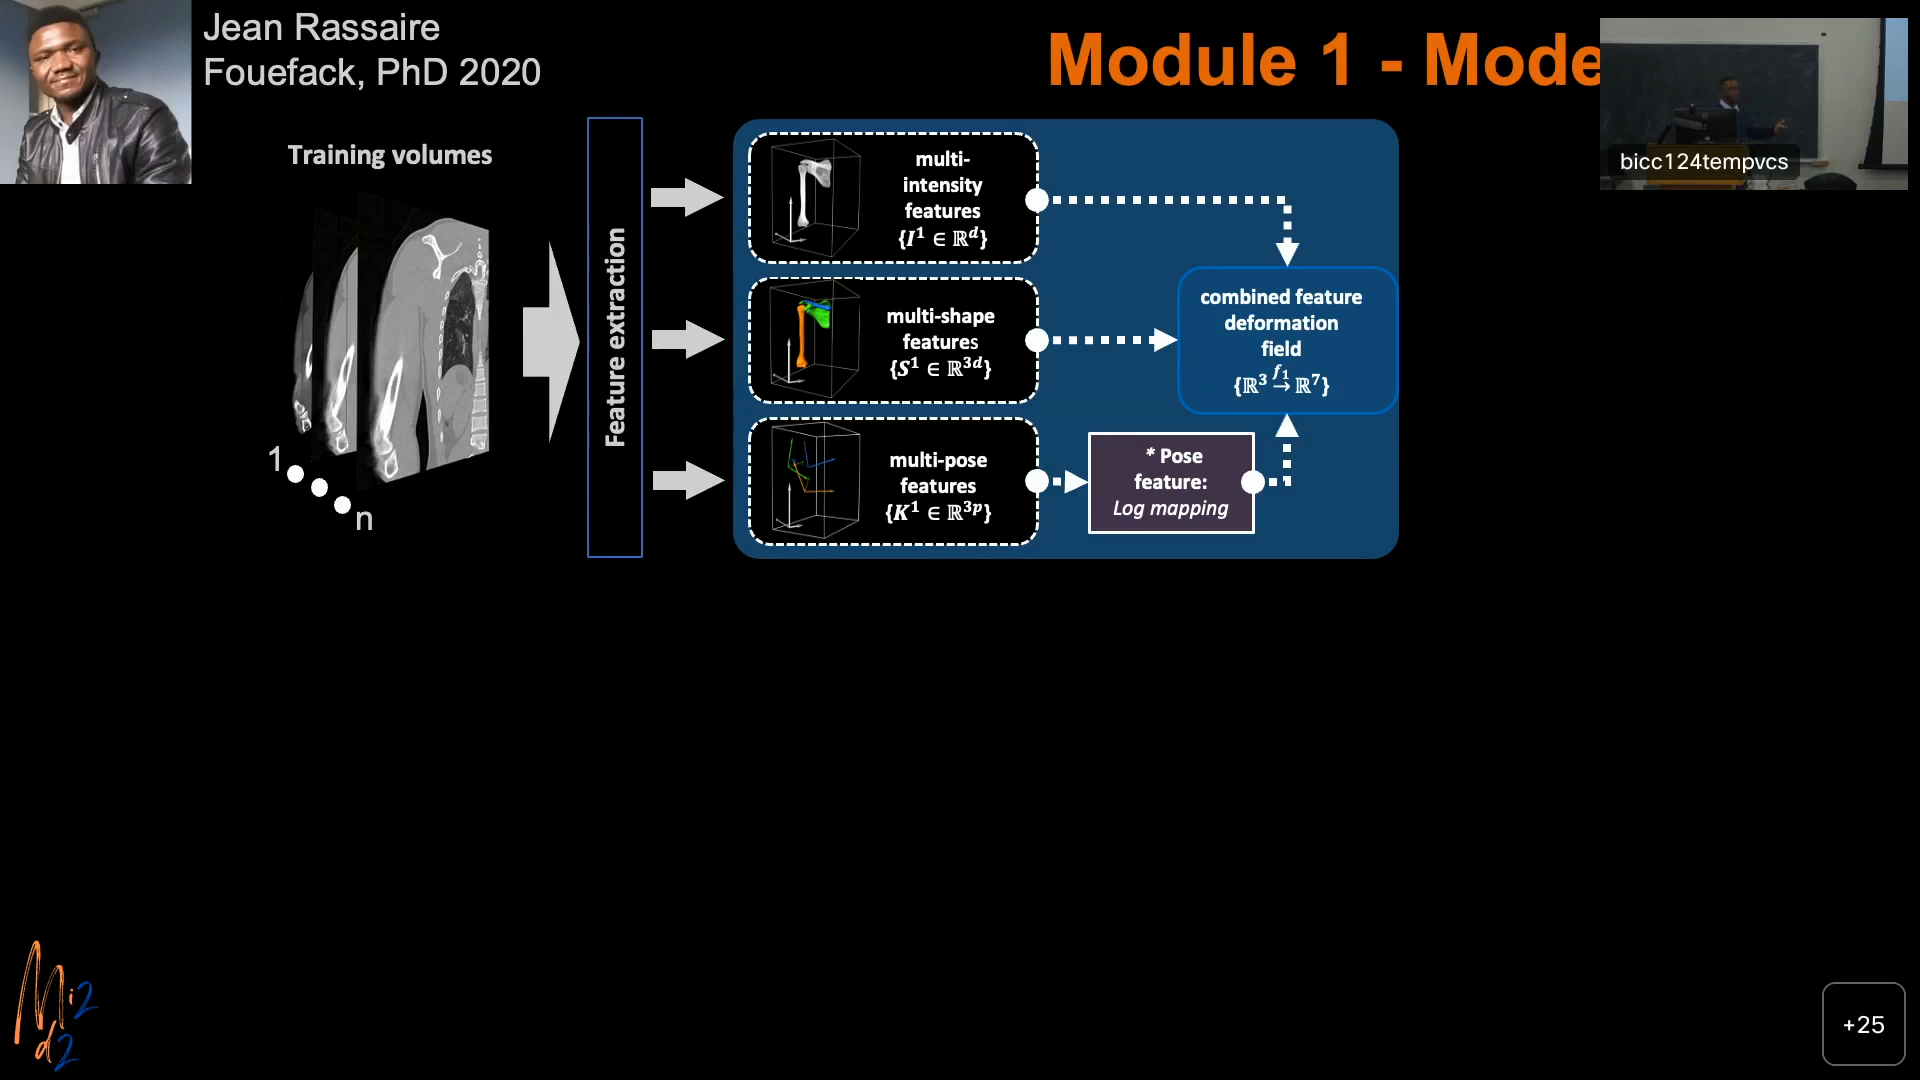 Jean Rassaire
Fouefack, PhD 2020
Module 1 - Mode
bicc124tempvcs
Training volumes
1
n
Feature extraction
multi-
intensity
features
{I¹ ∈ ℝᵈ}
multi-shape
features
{S¹ ∈ ℝ³ᵈ}
multi-pose
features
{K¹ ∈ ℝ³ᵖ}
* Pose
feature:
Log mapping
combined feature
deformation
field
{ℝ³ →^{f₁} ℝ⁷}
Mi2
d2
+25